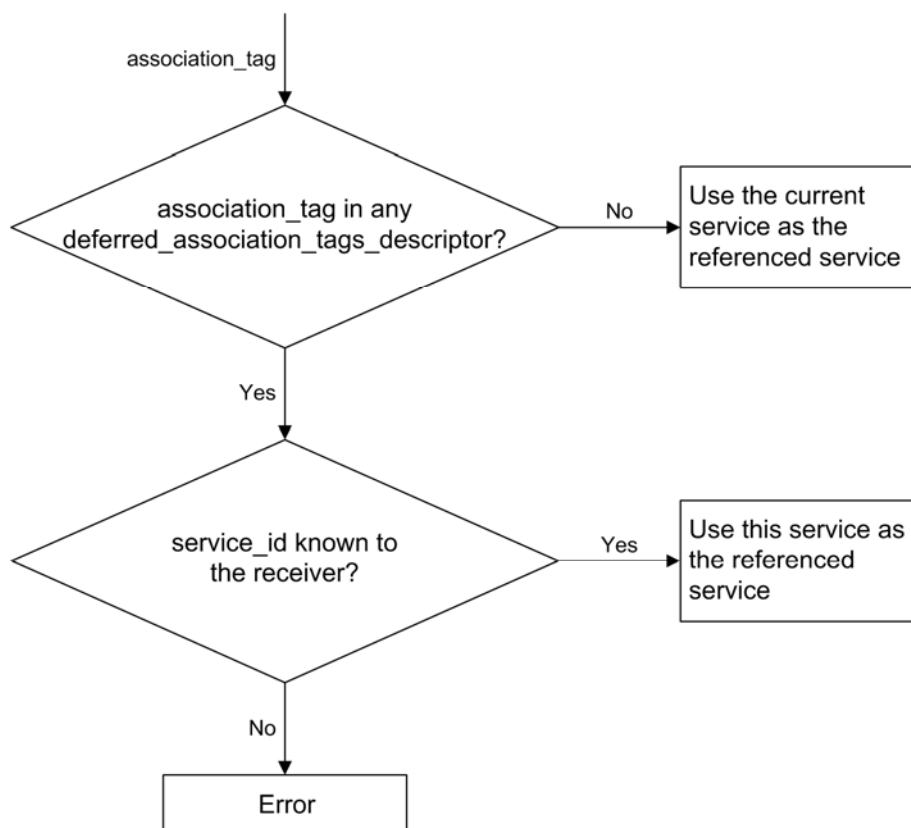 association_tag
association_tag in any
deferred_association_tags_descriptor?
No
Use the current
service as the
referenced service
Yes
service_id known to
the receiver?
Yes
Use this service as
the referenced
service
No
Error